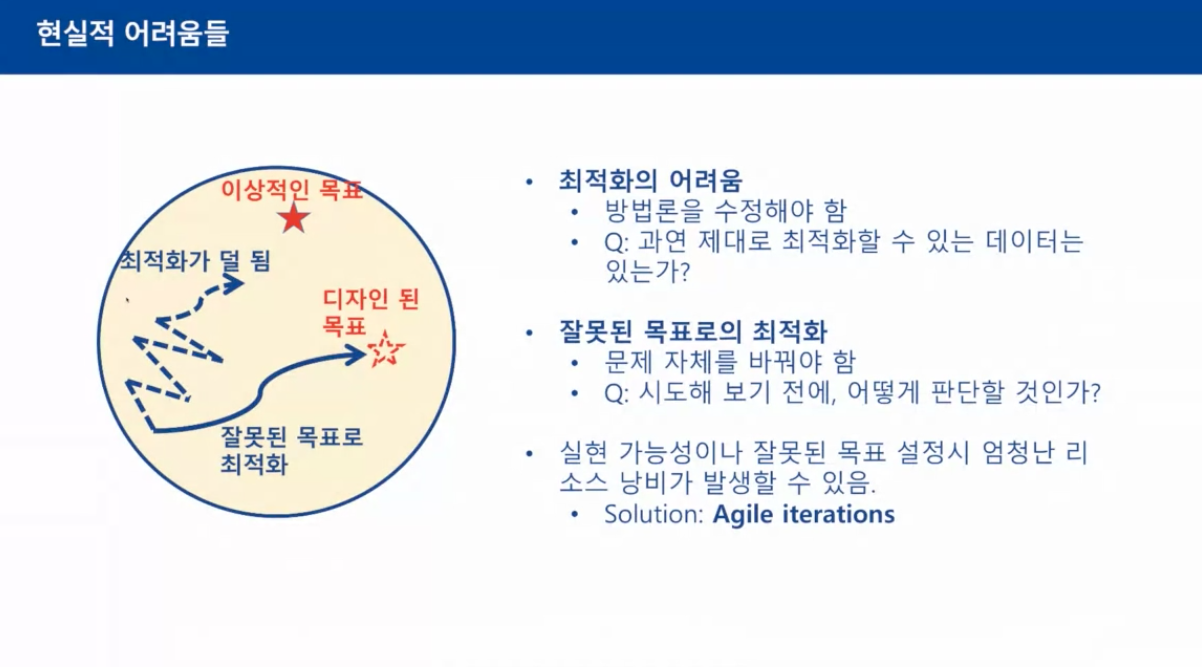 현실적 어려움들
이상적인 목표
최적화가 덜 됨
디자인 된
목표
잘못된 목표로
최적화
• 최적화의 어려움
• 방법론을 수정해야 함
• Q: 과연 제대로 최적화할 수 있는 데이터는
있는가?
• 잘못된 목표로의 최적화
• 문제 자체를 바꿔야 함
• Q: 시도해 보기 전에, 어떻게 판단할 것인가?
• 실현 가능성이나 잘못된 목표 설정시 엄청난 리
소스 낭비가 발생할 수 있음.
• Solution: Agile iterations